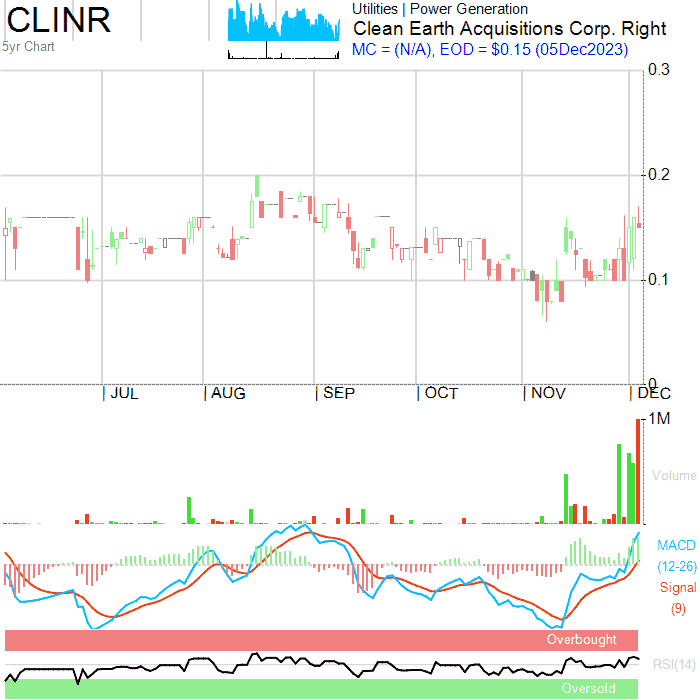 CLINR
5yr Chart
Utilities | Power Generation
Clean Earth Acquisitions Corp. Right
MC = (N/A), EOD = $0.15 (05Dec2023)
0.3
0.2
0.1
0
| JUL | AUG | SEP | OCT | NOV | DEC
1M
Volume
MACD
(12-26)
Signal
(9)
Overbought
RSI(14)
Oversold